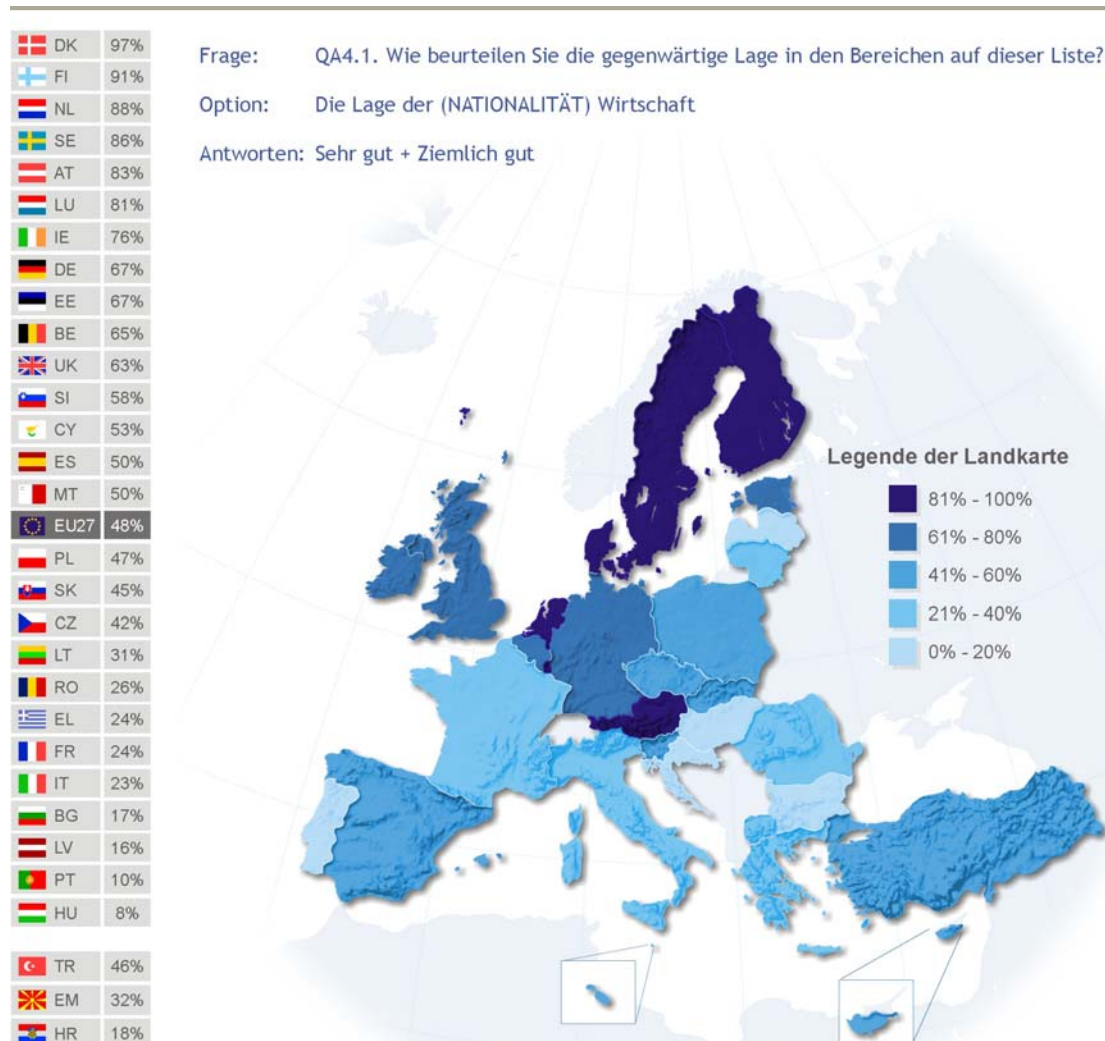 DK 97%
FI 91%
NL 88%
SE 86%
AT 83%
LU 81%
IE 76%
DE 67%
EE 67%
BE 65%
UK 63%
SI 58%
CY 53%
ES 50%
MT 50%
EU27 48%
PL 47%
SK 45%
CZ 42%
LT 31%
RO 26%
EL 24%
FR 24%
IT 23%
BG 17%
LV 16%
PT 10%
HU 8%
TR 46%
EM 32%
HR 18%
Frage: QA4.1. Wie beurteilen Sie die gegenwärtige Lage in den Bereichen auf dieser Liste?
Option: Die Lage der (NATIONALITÄT) Wirtschaft
Antworten: Sehr gut + Ziemlich gut
Legende der Landkarte
81% - 100%
61% - 80%
41% - 60%
21% - 40%
0% - 20%